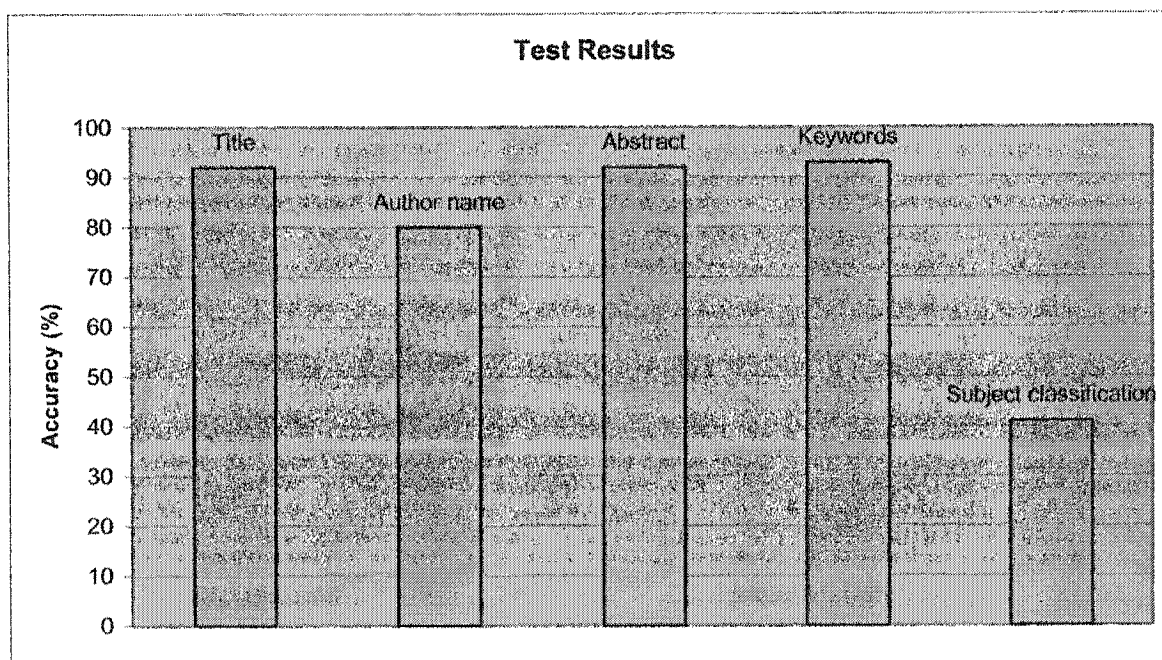 Test Results
Accuracy (%)
100
90
80
70
60
50
40
30
20
10
0
Title
Author name
Abstract
Keywords
Subject classification